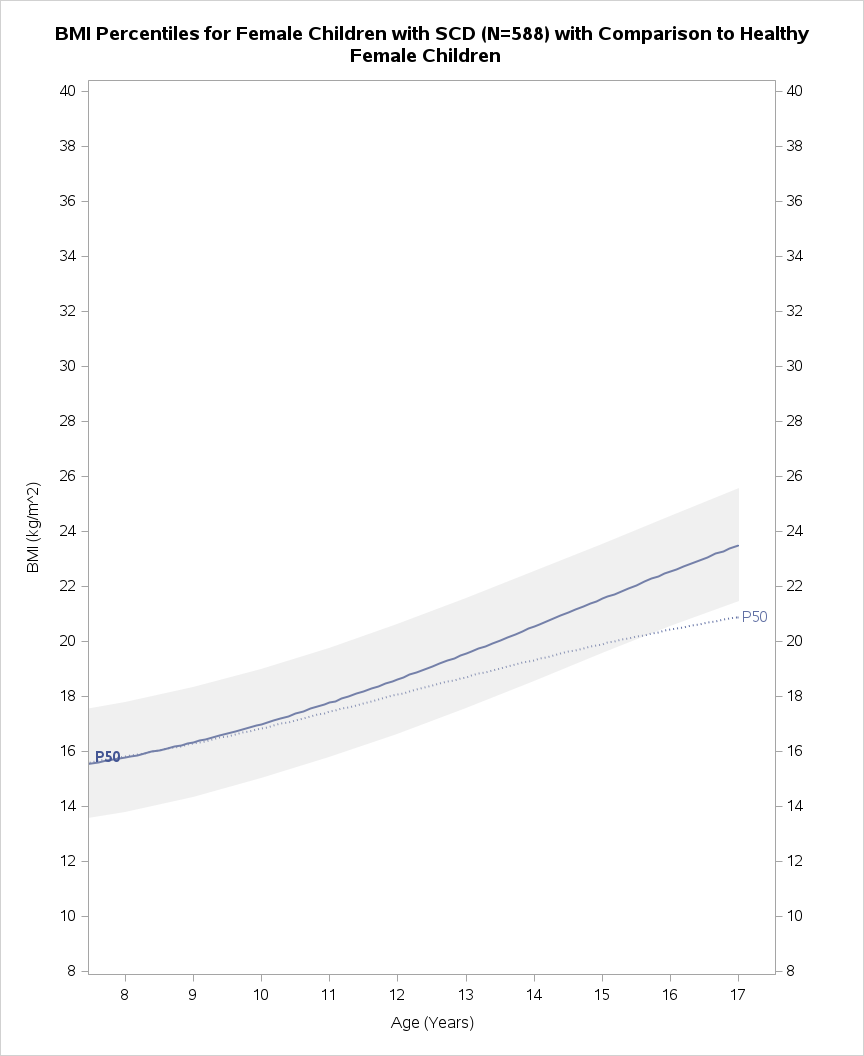 BMI Percentiles for Female Children with SCD (N=588) with Comparison to Healthy
Female Children
40 40
38 38
36 36
34 34
32 32
30 30
28 28
26 26
BMI (kg/m^2)
24 24
22 22
P50
20 20
18 18
P50
16 16
14 14
12 12
10 10
8 8
8 9 10 11 12 13 14 15 16 17
Age (Years)